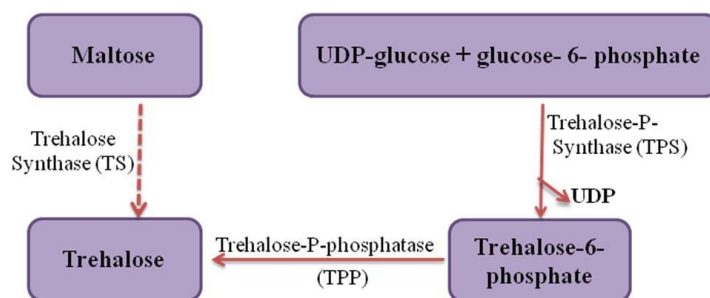 Maltose
UDP-glucose + glucose- 6- phosphate
Trehalose
Synthase (TS)
Trehalose-P-
Synthase (TPS)
UDP
Trehalose
Trehalose-P-phosphatase
(TPP)
Trehalose-6-
phosphate